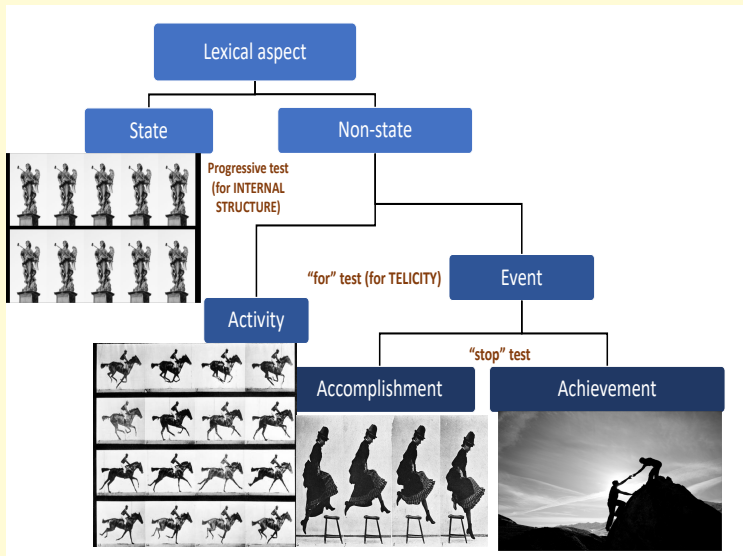 Lexical aspect
State
Non-state
Progressive test
(for INTERNAL
STRUCTURE)
“for” test (for TELICITY)
Event
Activity
“stop” test
Accomplishment
Achievement